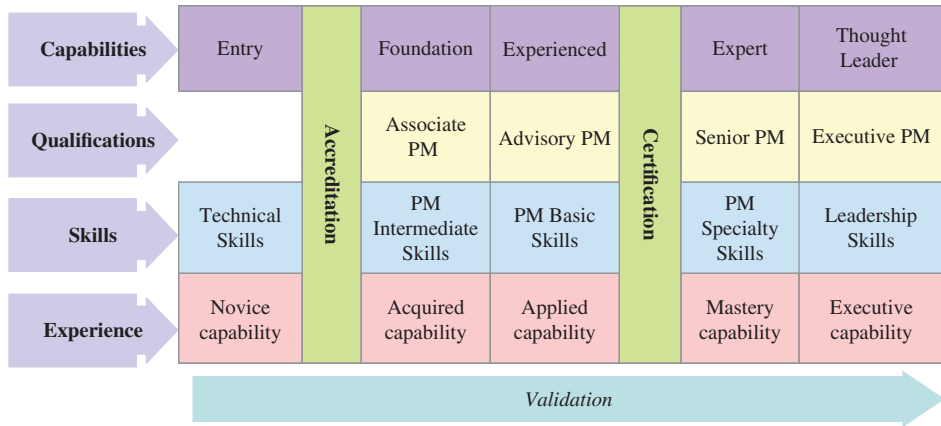 Capabilities
Entry
Foundation
Experienced
Expert
Thought
Leader
Qualifications
Associate
PM
Advisory PM
Senior PM
Executive PM
Accreditation
Certification
Skills
Technical
Skills
PM
Intermediate
Skills
PM Basic
Skills
PM
Specialty
Skills
Leadership
Skills
Experience
Novice
capability
Acquired
capability
Applied
capability
Mastery
capability
Executive
capability
Validation